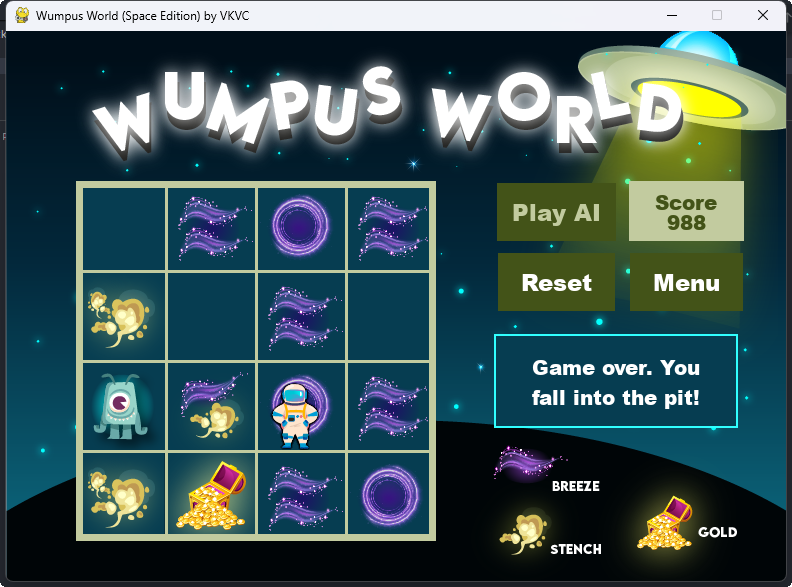 Wumpus World (Space Edition) by VKVC
WUMPUS WORLD
Play AI
Score
988
Reset
Menu
Game over. You
fall into the pit!
BREEZE
STENCH
GOLD